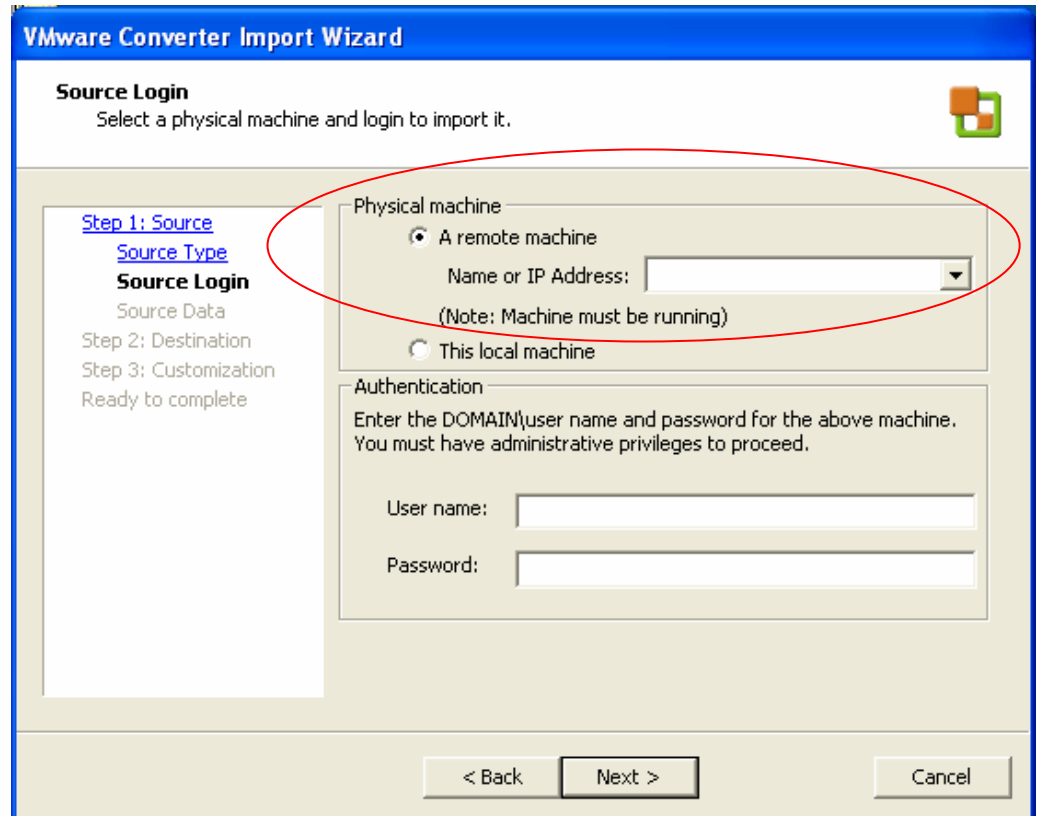 VMware Converter Import Wizard
Source Login
Select a physical machine and login to import it.
Step 1: Source
Source Type
Source Login
Source Data
Step 2: Destination
Step 3: Customization
Ready to complete
Physical machine
A remote machine
Name or IP Address:
(Note: Machine must be running)
This local machine
Authentication
Enter the DOMAIN\user name and password for the above machine.
You must have administrative privileges to proceed.
User name:
Password:
< Back
Next >
Cancel